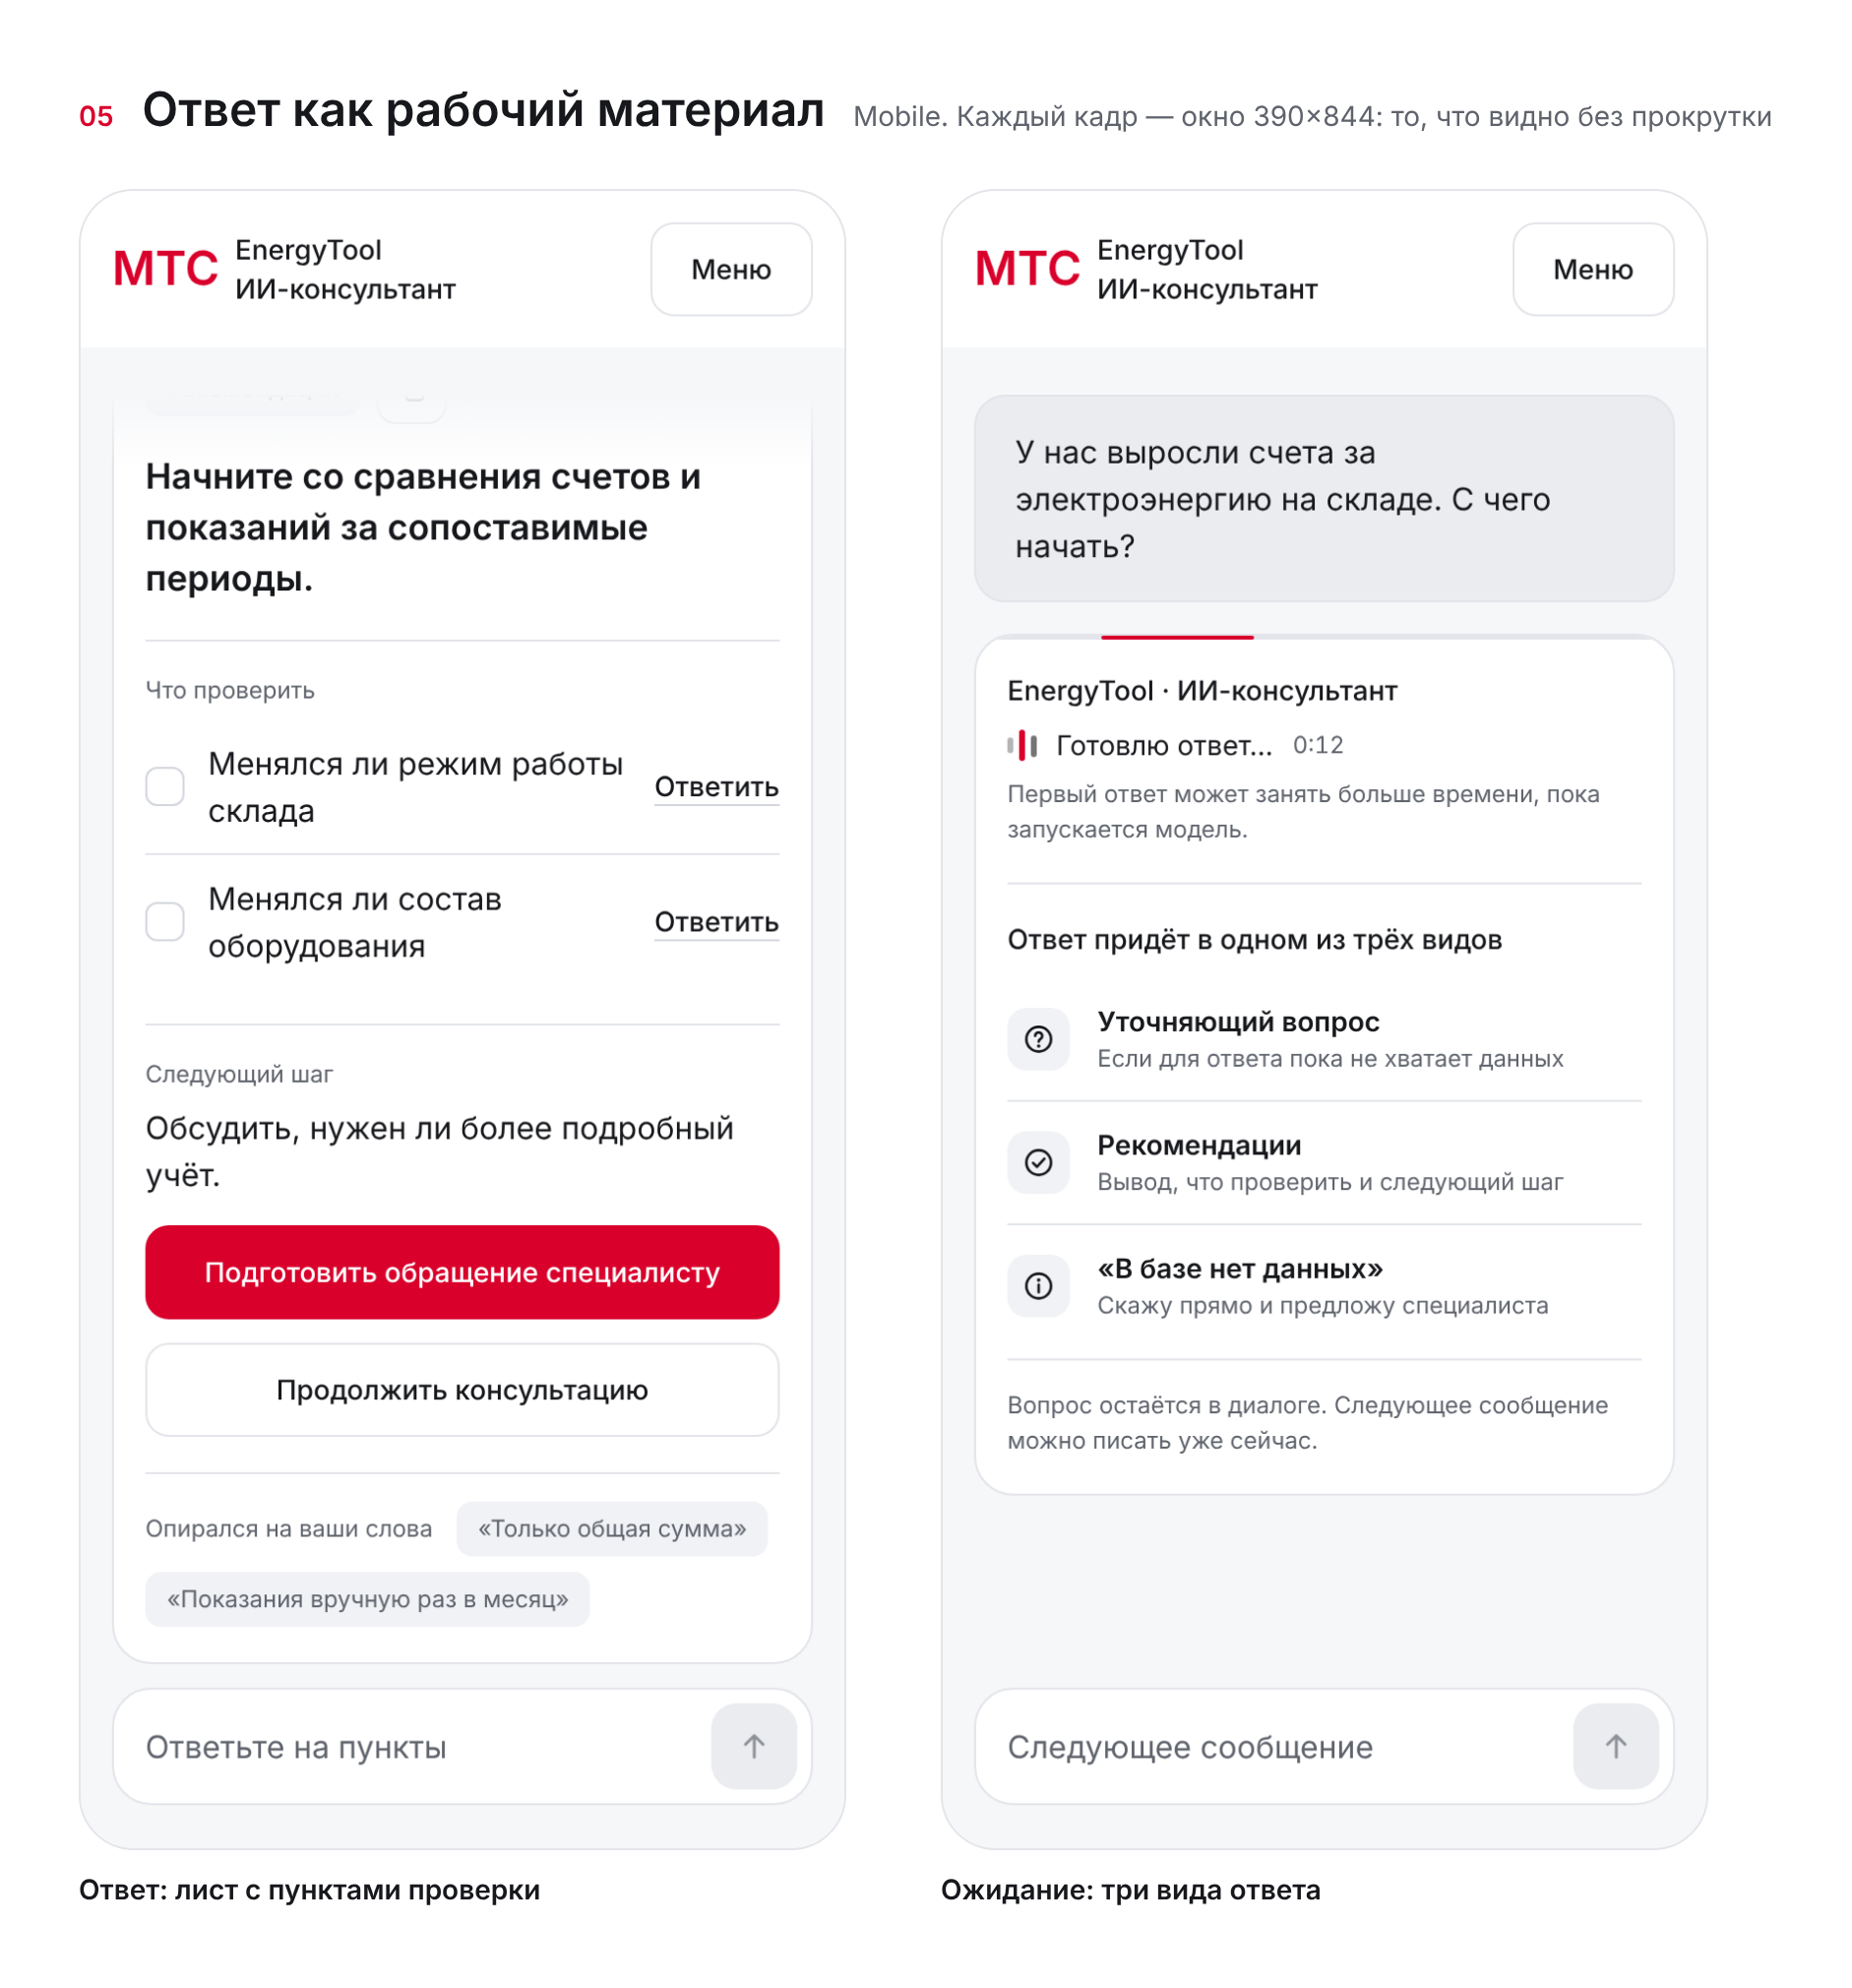 05 Ответ как рабочий материал Mobile. Каждый кадр — окно 390×844: то, что видно без прокрутки
МТС
EnergyTool
ИИ-консультант
Меню
Начните со сравнения счетов и
показаний за сопоставимые
периоды.
Что проверить
Менялся ли режим работы
склада
Ответить
Менялся ли состав
оборудования
Ответить
Следующий шаг
Обсудить, нужен ли более подробный
учёт.
Подготовить обращение специалисту
Продолжить консультацию
Опирался на ваши слова «Только общая сумма»
«Показания вручную раз в месяц»
Ответьте на пункты
Ответ: лист с пунктами проверки
МТС
EnergyTool
ИИ-консультант
Меню
У нас выросли счета за
электроэнергию на складе. С чего
начать?
EnergyTool · ИИ-консультант
Готовлю ответ... 0:12
Первый ответ может занять больше времени, пока
запускается модель.
Ответ придёт в одном из трёх видов
Уточняющий вопрос
Если для ответа пока не хватает данных
Рекомендации
Вывод, что проверить и следующий шаг
«В базе нет данных»
Скажу прямо и предложу специалиста
Вопрос остаётся в диалоге. Следующее сообщение
можно писать уже сейчас.
Следующее сообщение
Ожидание: три вида ответа